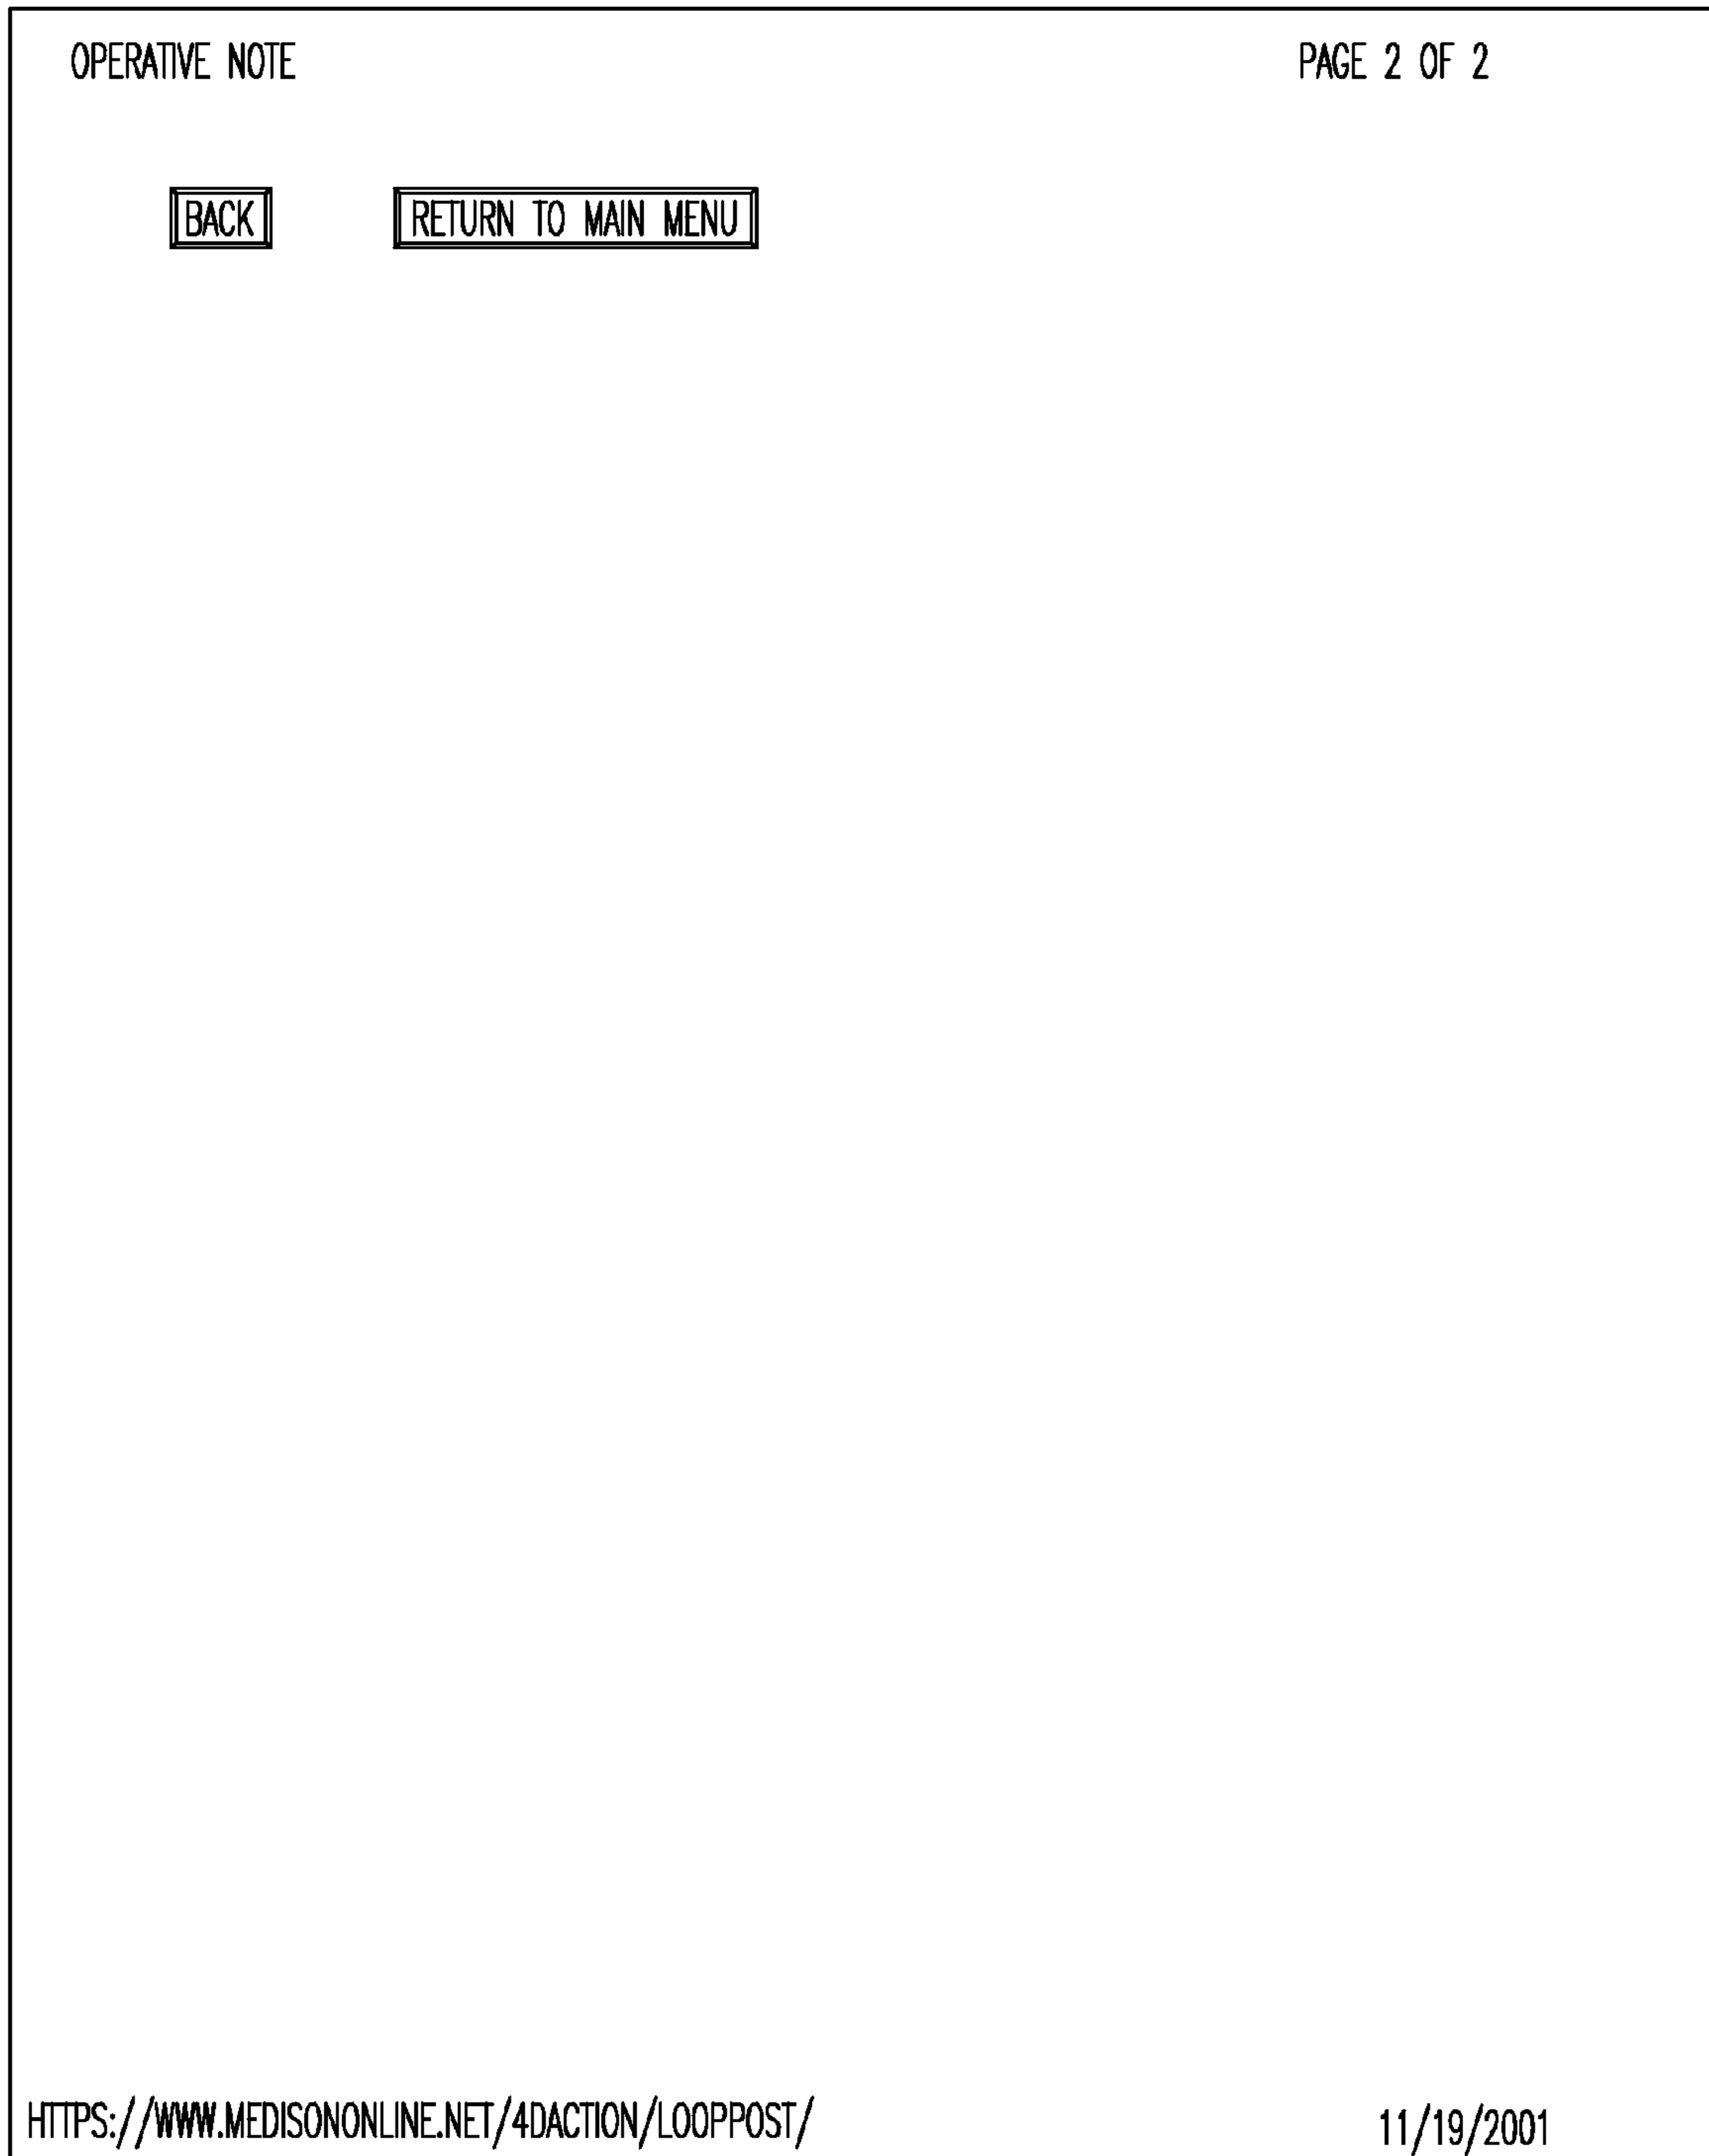 OPERATIVE NOTE PAGE 2 OF 2
BACK RETURN TO MAIN MENU
HTTPS://WWW.MEDISONONLINE.NET/4DACTION/LOOPPOST/ 11/19/2001